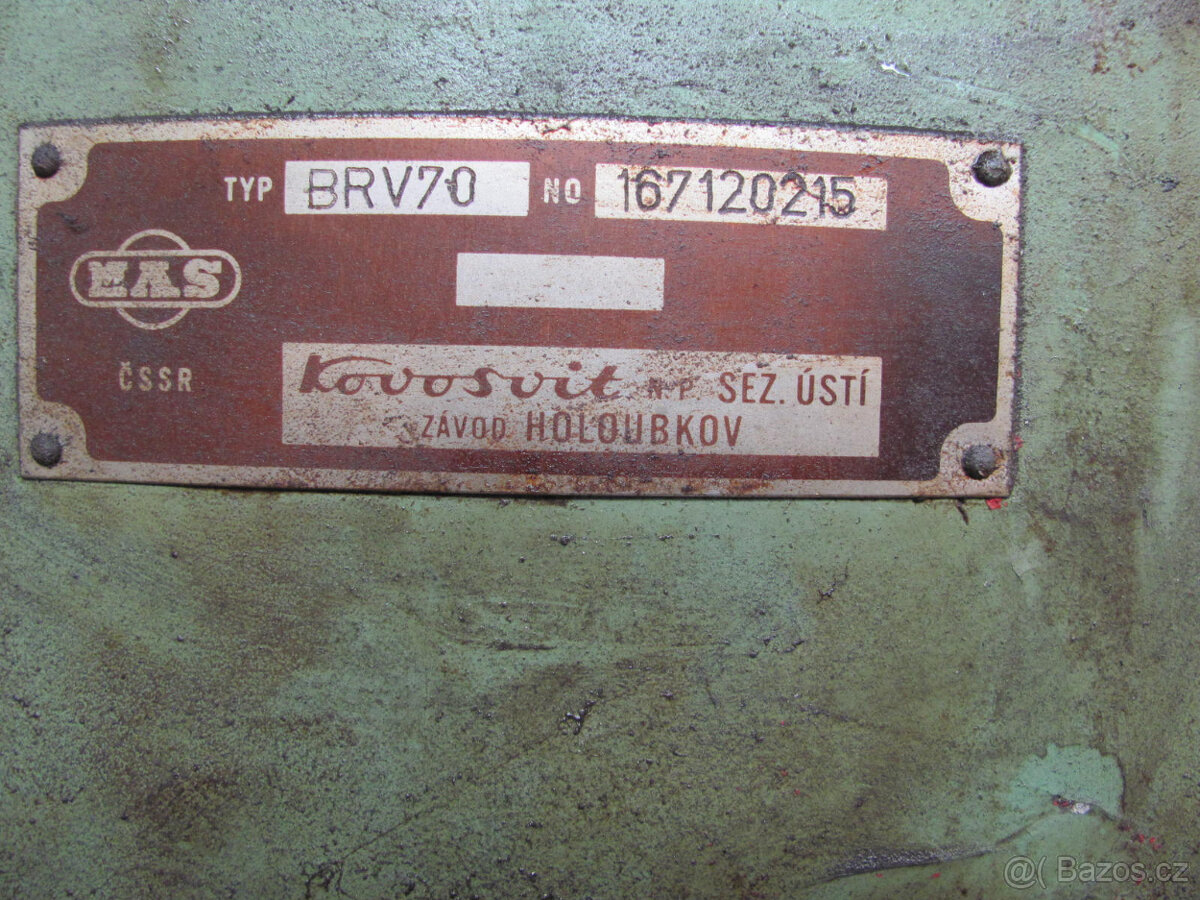 TYP BRV70 NO 167120215
MAS
ČSSR
Kovosvit N.P. SEZ. ÚSTÍ
ZÁVOD HOLOUBKOV
Bazos.cz